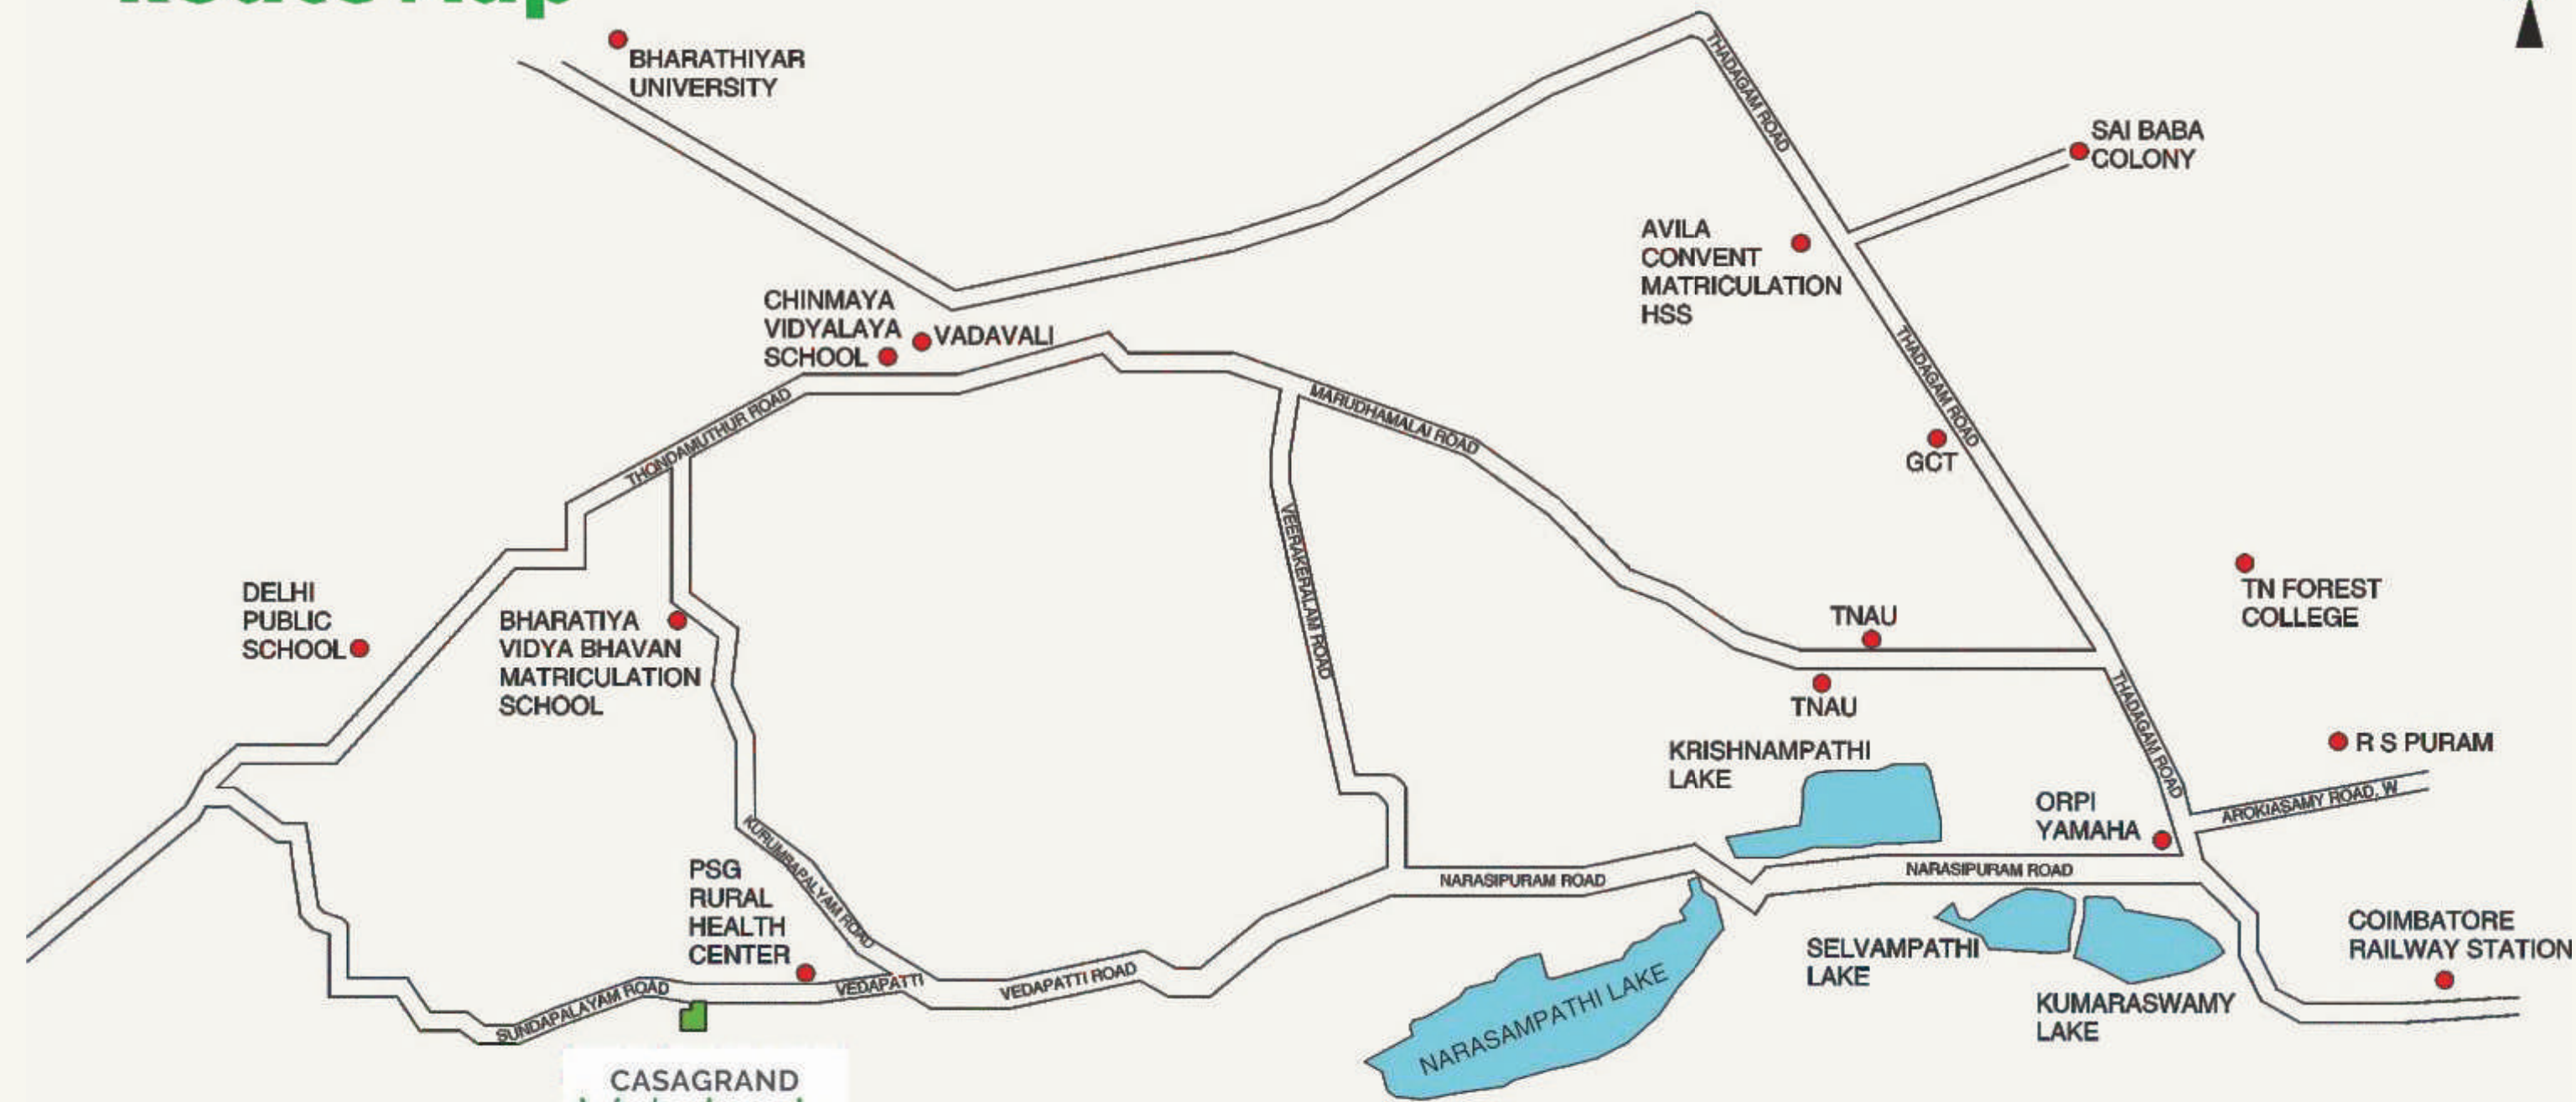 BHARATHIYAR
UNIVERSITY
THADAGAM ROAD
SAI BABA
COLONY
AVILA
CONVENT
MATRICULATION
HSS
CHINMAYA
VIDYALAYA
SCHOOL
VADAVALI
THADAGAM ROAD
MARUDHAMALAI ROAD
THONDAMUTHUR ROAD
GCT
VEERAKERALAM ROAD
TN FOREST
COLLEGE
DELHI
PUBLIC
SCHOOL
BHARATIYA
VIDYA BHAVAN
MATRICULATION
SCHOOL
TNAU
TNAU
THADAGAM ROAD
KRISHNAMPATHI
LAKE
R S PURAM
AROKIASAMY ROAD, W
ORPI
YAMAHA
KURUMBAPALYAM ROAD
PSG
RURAL
HEALTH
CENTER
NARASIPURAM ROAD
NARASIPURAM ROAD
SELVAMPATHI
LAKE
COIMBATORE
RAILWAY STATION
KUMARASWAMY
LAKE
SUNDAPALAYAM ROAD
VEDAPATTI
VEDAPATTI ROAD
NARASAMPATHI LAKE
CASAGRAND